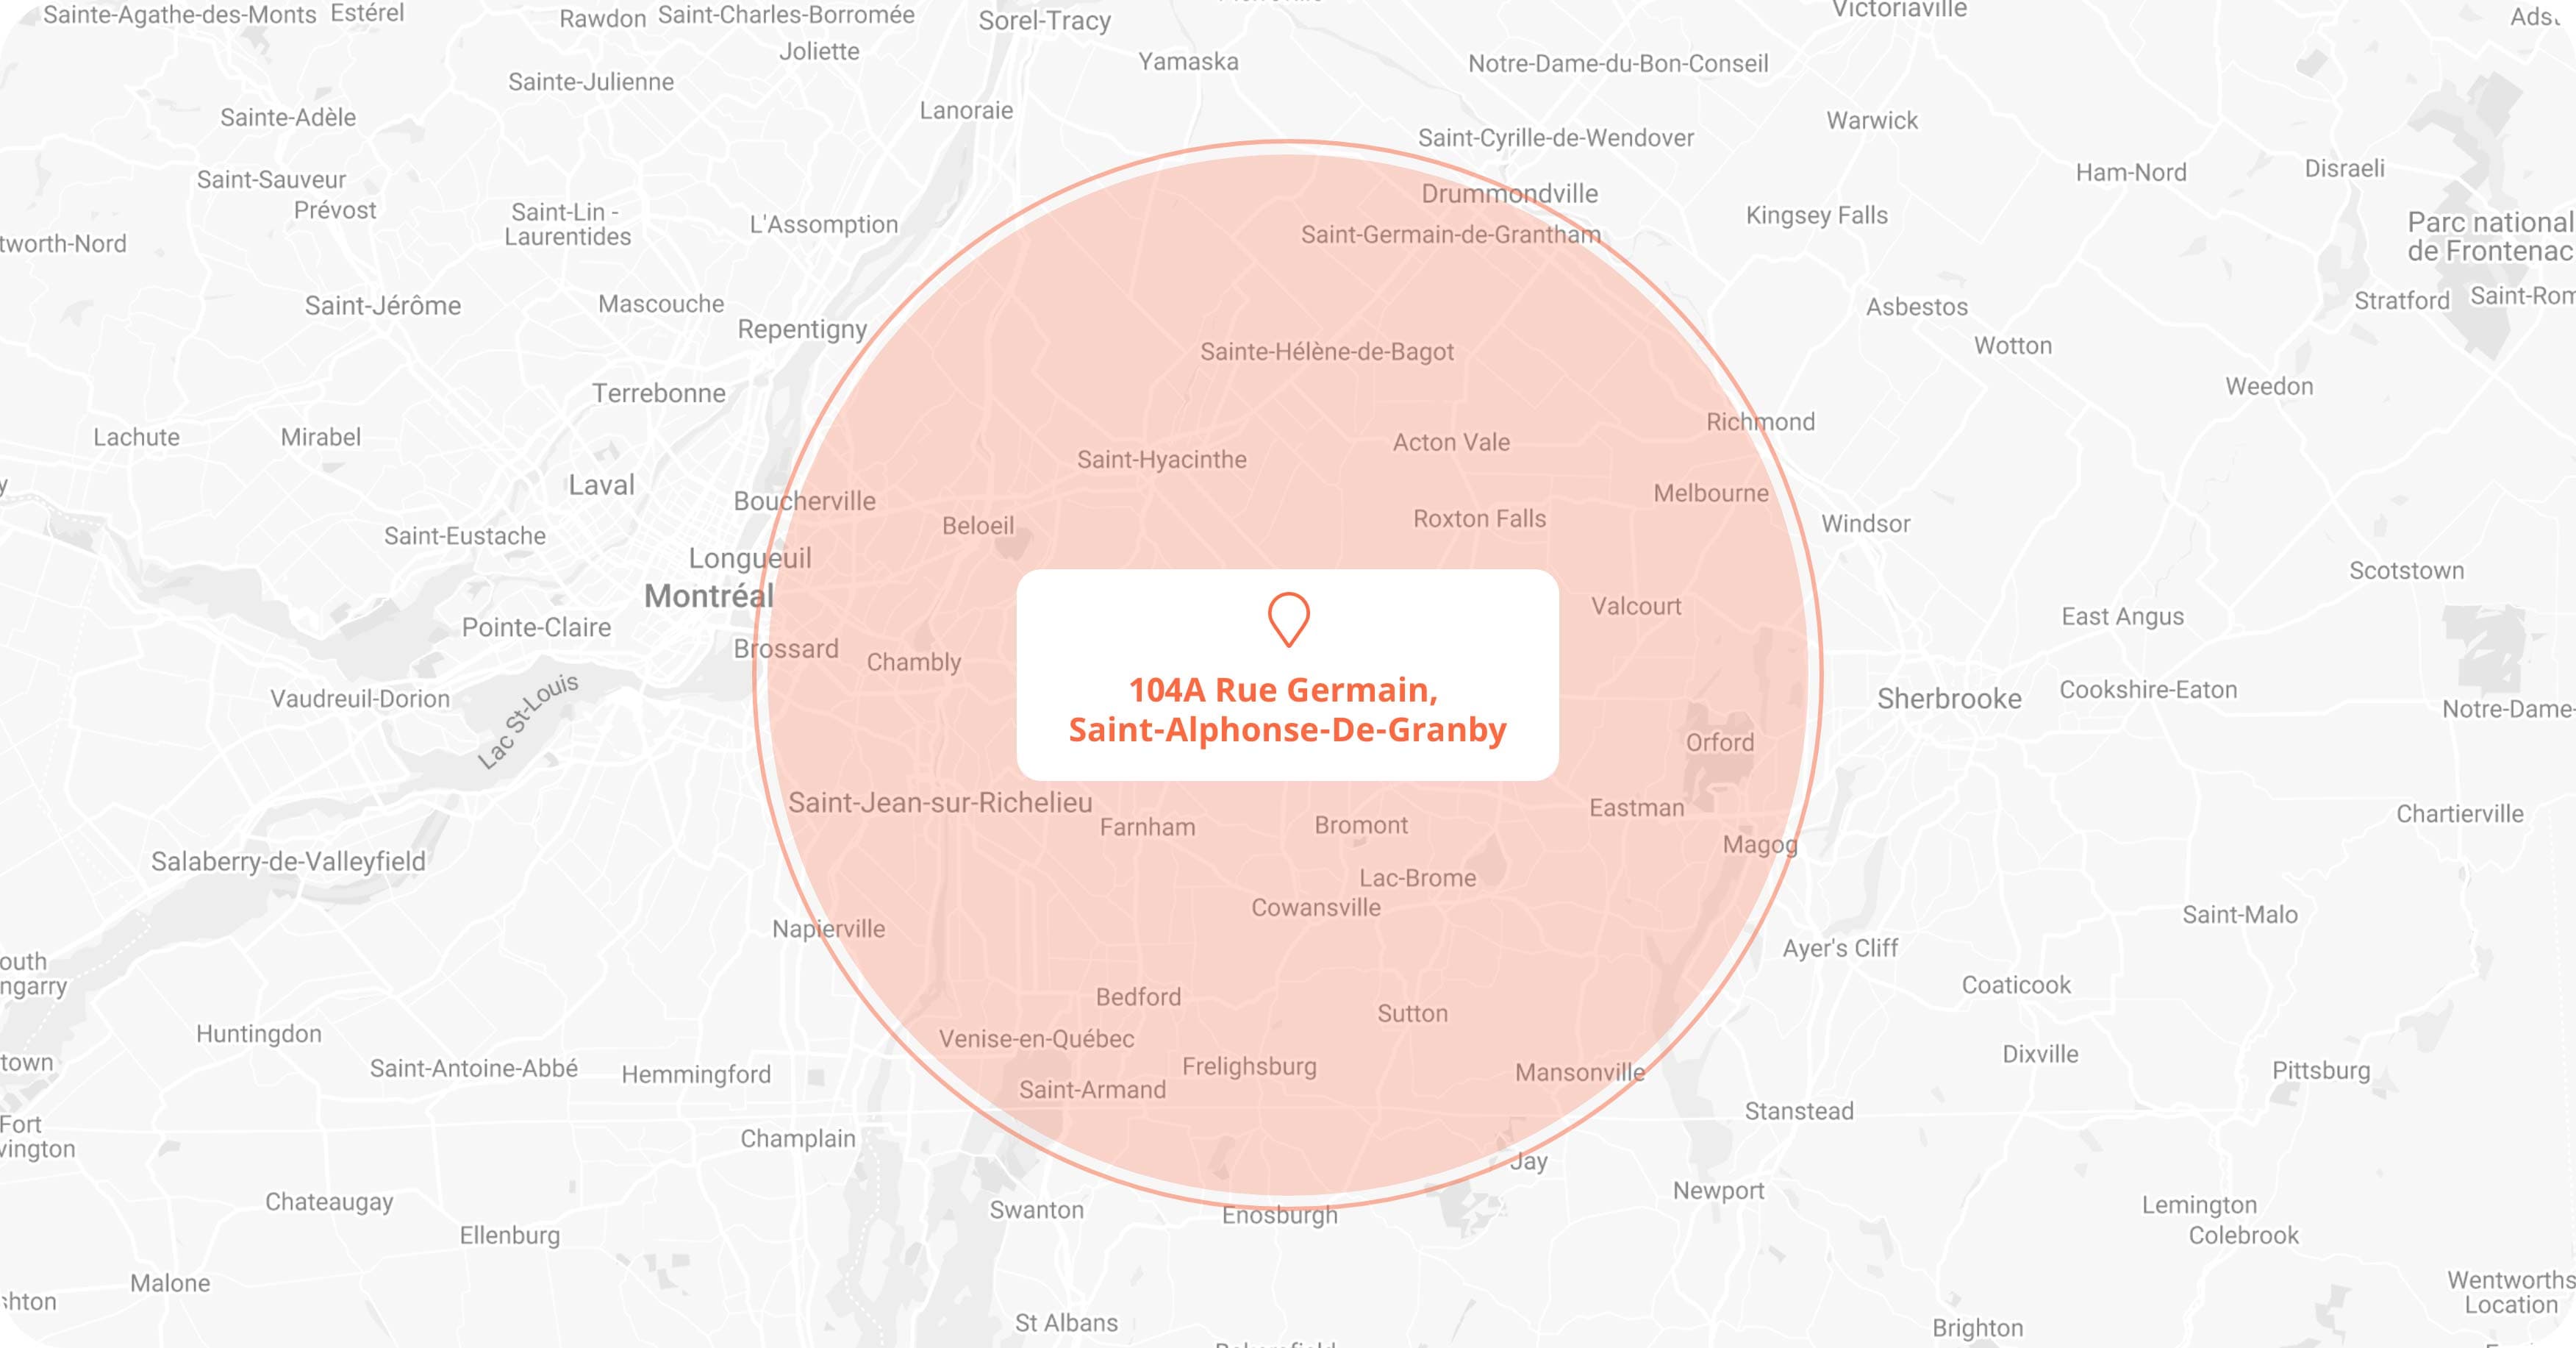 Sainte-Agathe-des-Monts
Estérel
Rawdon
Saint-Charles-Borromée
Sorel-Tracy
Victoriaville
Joliette
Yamaska
Notre-Dame-du-Bon-Conseil
Sainte-Julienne
Lanoraie
Sainte-Adèle
Warwick
Saint-Cyrille-de-Wendover
Ham-Nord
Disraeli
Saint-Sauveur
Drummondville
Prévost
Saint-Lin -
Laurentides
L'Assomption
Kingsey Falls
Parc national
de Frontenac
tworth-Nord
Saint-Germain-de-Grantham
Saint-Jérôme
Mascouche
Repentigny
Asbestos
Stratford
Saint-Rom
Sainte-Hélène-de-Bagot
Wotton
Terrebonne
Weedon
Lachute
Mirabel
Richmond
Acton Vale
Saint-Hyacinthe
Laval
Boucherville
Melbourne
Beloeil
Roxton Falls
Windsor
Saint-Eustache
Longueuil
Scotstown
Montréal
Valcourt
East Angus
Pointe-Claire
Brossard
Chambly
104A Rue Germain,
Saint-Alphonse-De-Granby
Vaudreuil-Dorion
Lac St-Louis
Sherbrooke
Cookshire-Eaton
Notre-Dame-
Orford
Saint-Jean-sur-Richelieu
Eastman
Chartierville
Farnham
Bromont
Magog
Salaberry-de-Valleyfield
Lac-Brome
Cowansville
Saint-Malo
Napierville
Ayer's Cliff
outh
ngarry
Coaticook
Bedford
Sutton
Huntingdon
Venise-en-Québec
Dixville
town
Saint-Antoine-Abbé
Hemmingford
Frelighsburg
Mansonville
Pittsburg
Saint-Armand
Stanstead
Fort
vington
Champlain
Jay
Newport
Chateaugay
Swanton
Enosburgh
Lemington
Colebrook
Ellenburg
Malone
Wentworths
Location
hton
St Albans
Brighton